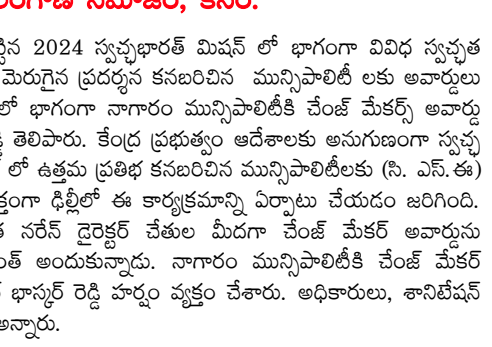 సమాజం, కీసర.
2024 స్వచ్ఛభారత్ మిషన్ లో భాగంగా వివిధ స్వచ్ఛత
మెరుగైన ప్రదర్శన కనబరిచిన మున్సిపాలిటీ లకు అవార్డులు
లో భాగంగా నాగారం మున్సిపాలిటీకి చేంజ్ మేకర్స్ అవార్డు
తెలిపారు. కేంద్ర ప్రభుత్వం ఆదేశాలకు అనుగుణంగా స్వచ్ఛ
లో ఉత్తమ ప్రతిభ కనబరిచిన మున్సిపాలిటీలకు (సి. ఎస్.ఈ)
ఢిల్లీలో ఈ కార్యక్రమాన్ని ఏర్పాటు చేయడం జరిగింది.
నరేన్ డైరెక్టర్ చేతుల మీదగా చేంజ్ మేకర్ అవార్డును
అందుకున్నాడు. నాగారం మున్సిపాలిటీకి చేంజ్ మేకర్
భాస్కర్ రెడ్డి హర్షం వ్యక్తం చేశారు. అధికారులు, శానిటేషన్
అన్నారు.